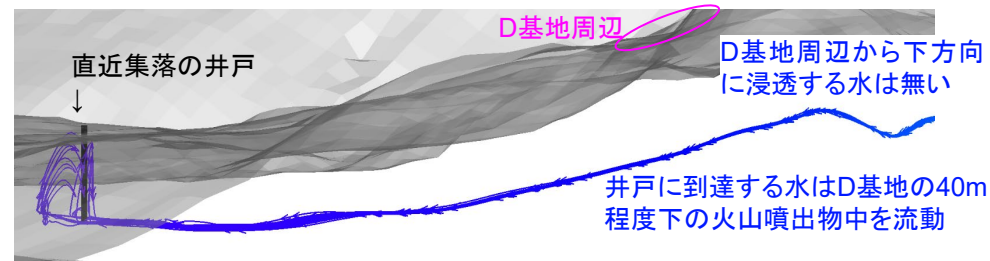 D基地周辺
直近集落の井戸
↓
D基地周辺から下方向
に浸透する水は無い
井戸に到達する水はD基地の40m
程度下の火山噴出物中を流動